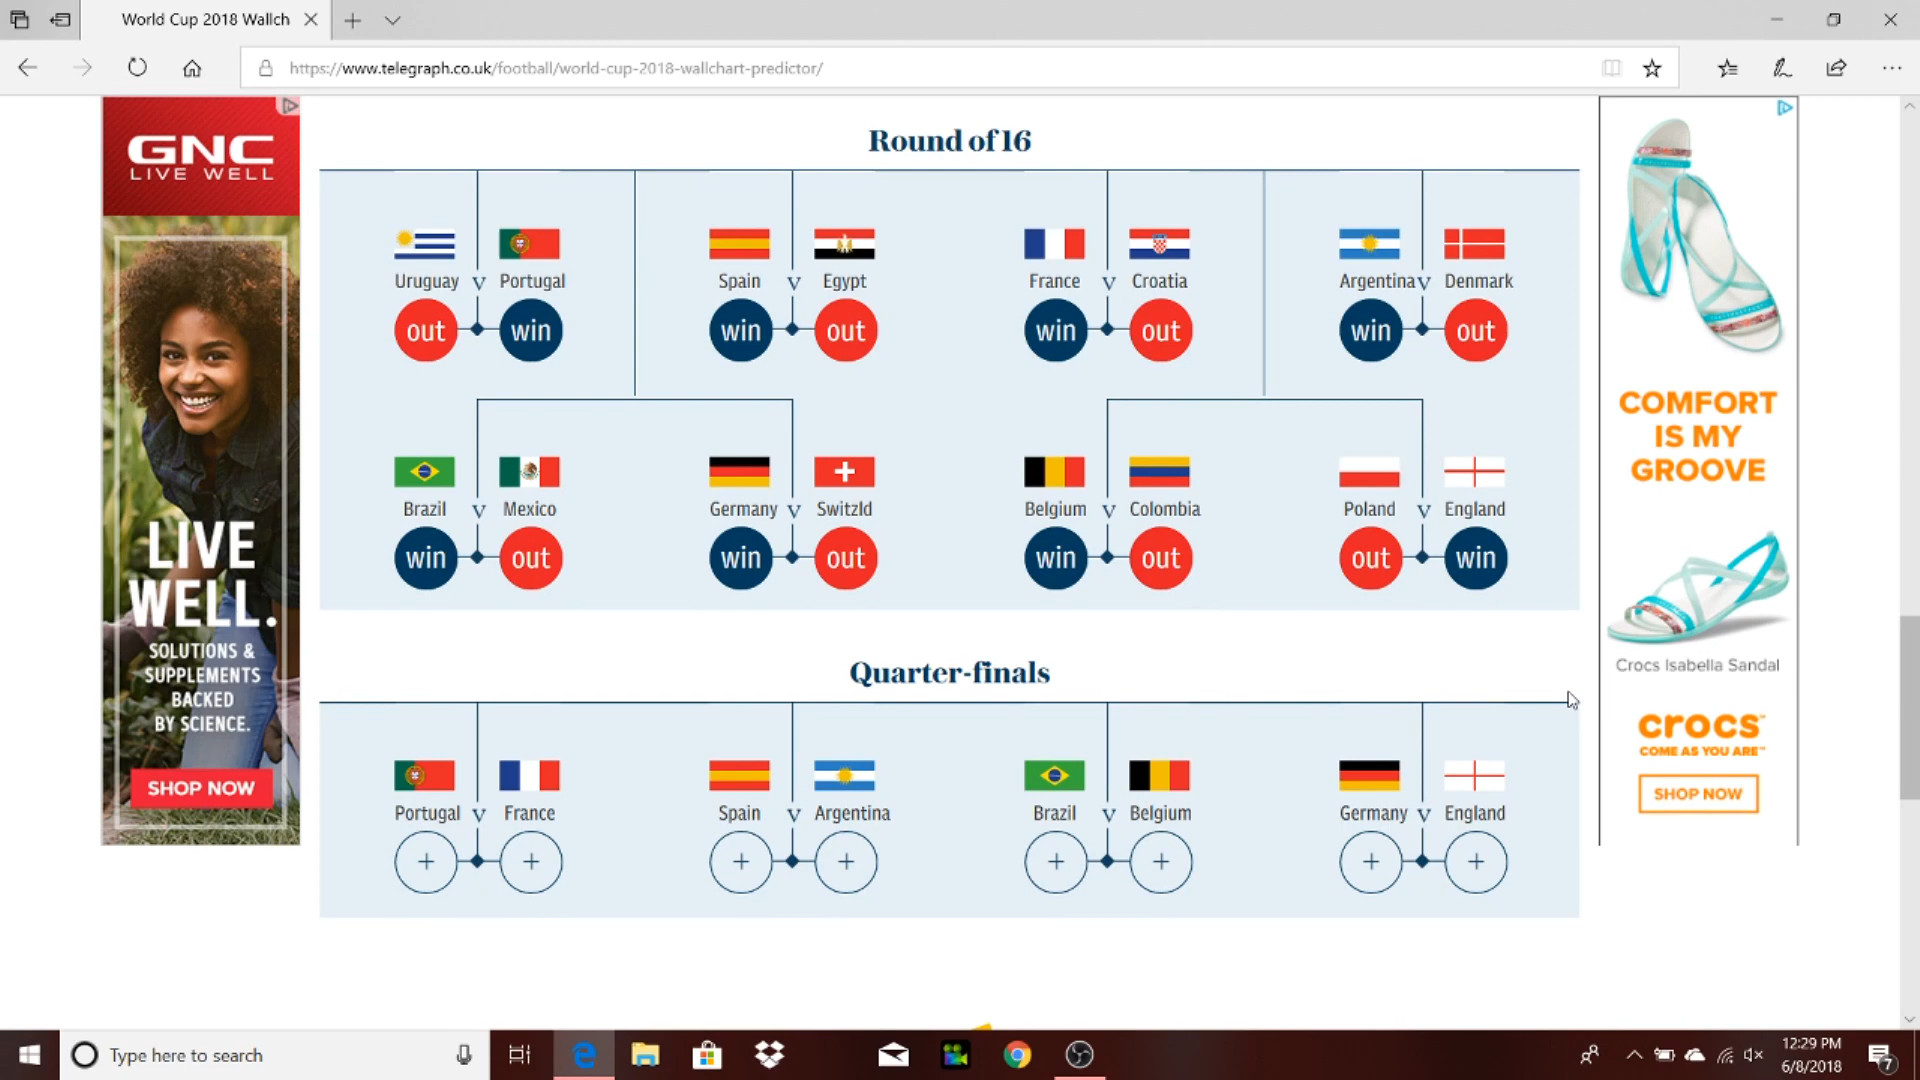 World Cup 2018 Wallch
https://www.telegraph.co.uk/football/world-cup-2018-wallchart-predictor/
GNC
LIVE WELL
LIVE
WELL.
SOLUTIONS &
SUPPLEMENTS
BACKED
BY SCIENCE.
SHOP NOW
Round of 16
Uruguay v Portugal
out win
Spain v Egypt
win out
France v Croatia
win out
Argentina v Denmark
win out
Brazil v Mexico
win out
Germany v Switzld
win out
Belgium v Colombia
win out
Poland v England
out win
Quarter-finals
Portugal v France
+ +
Spain v Argentina
+ +
Brazil v Belgium
+ +
Germany v England
+ +
COMFORT
IS MY
GROOVE
Crocs Isabella Sandal
crocs™
COME AS YOU ARE™
SHOP NOW
Type here to search
12:29 PM
6/8/2018
7